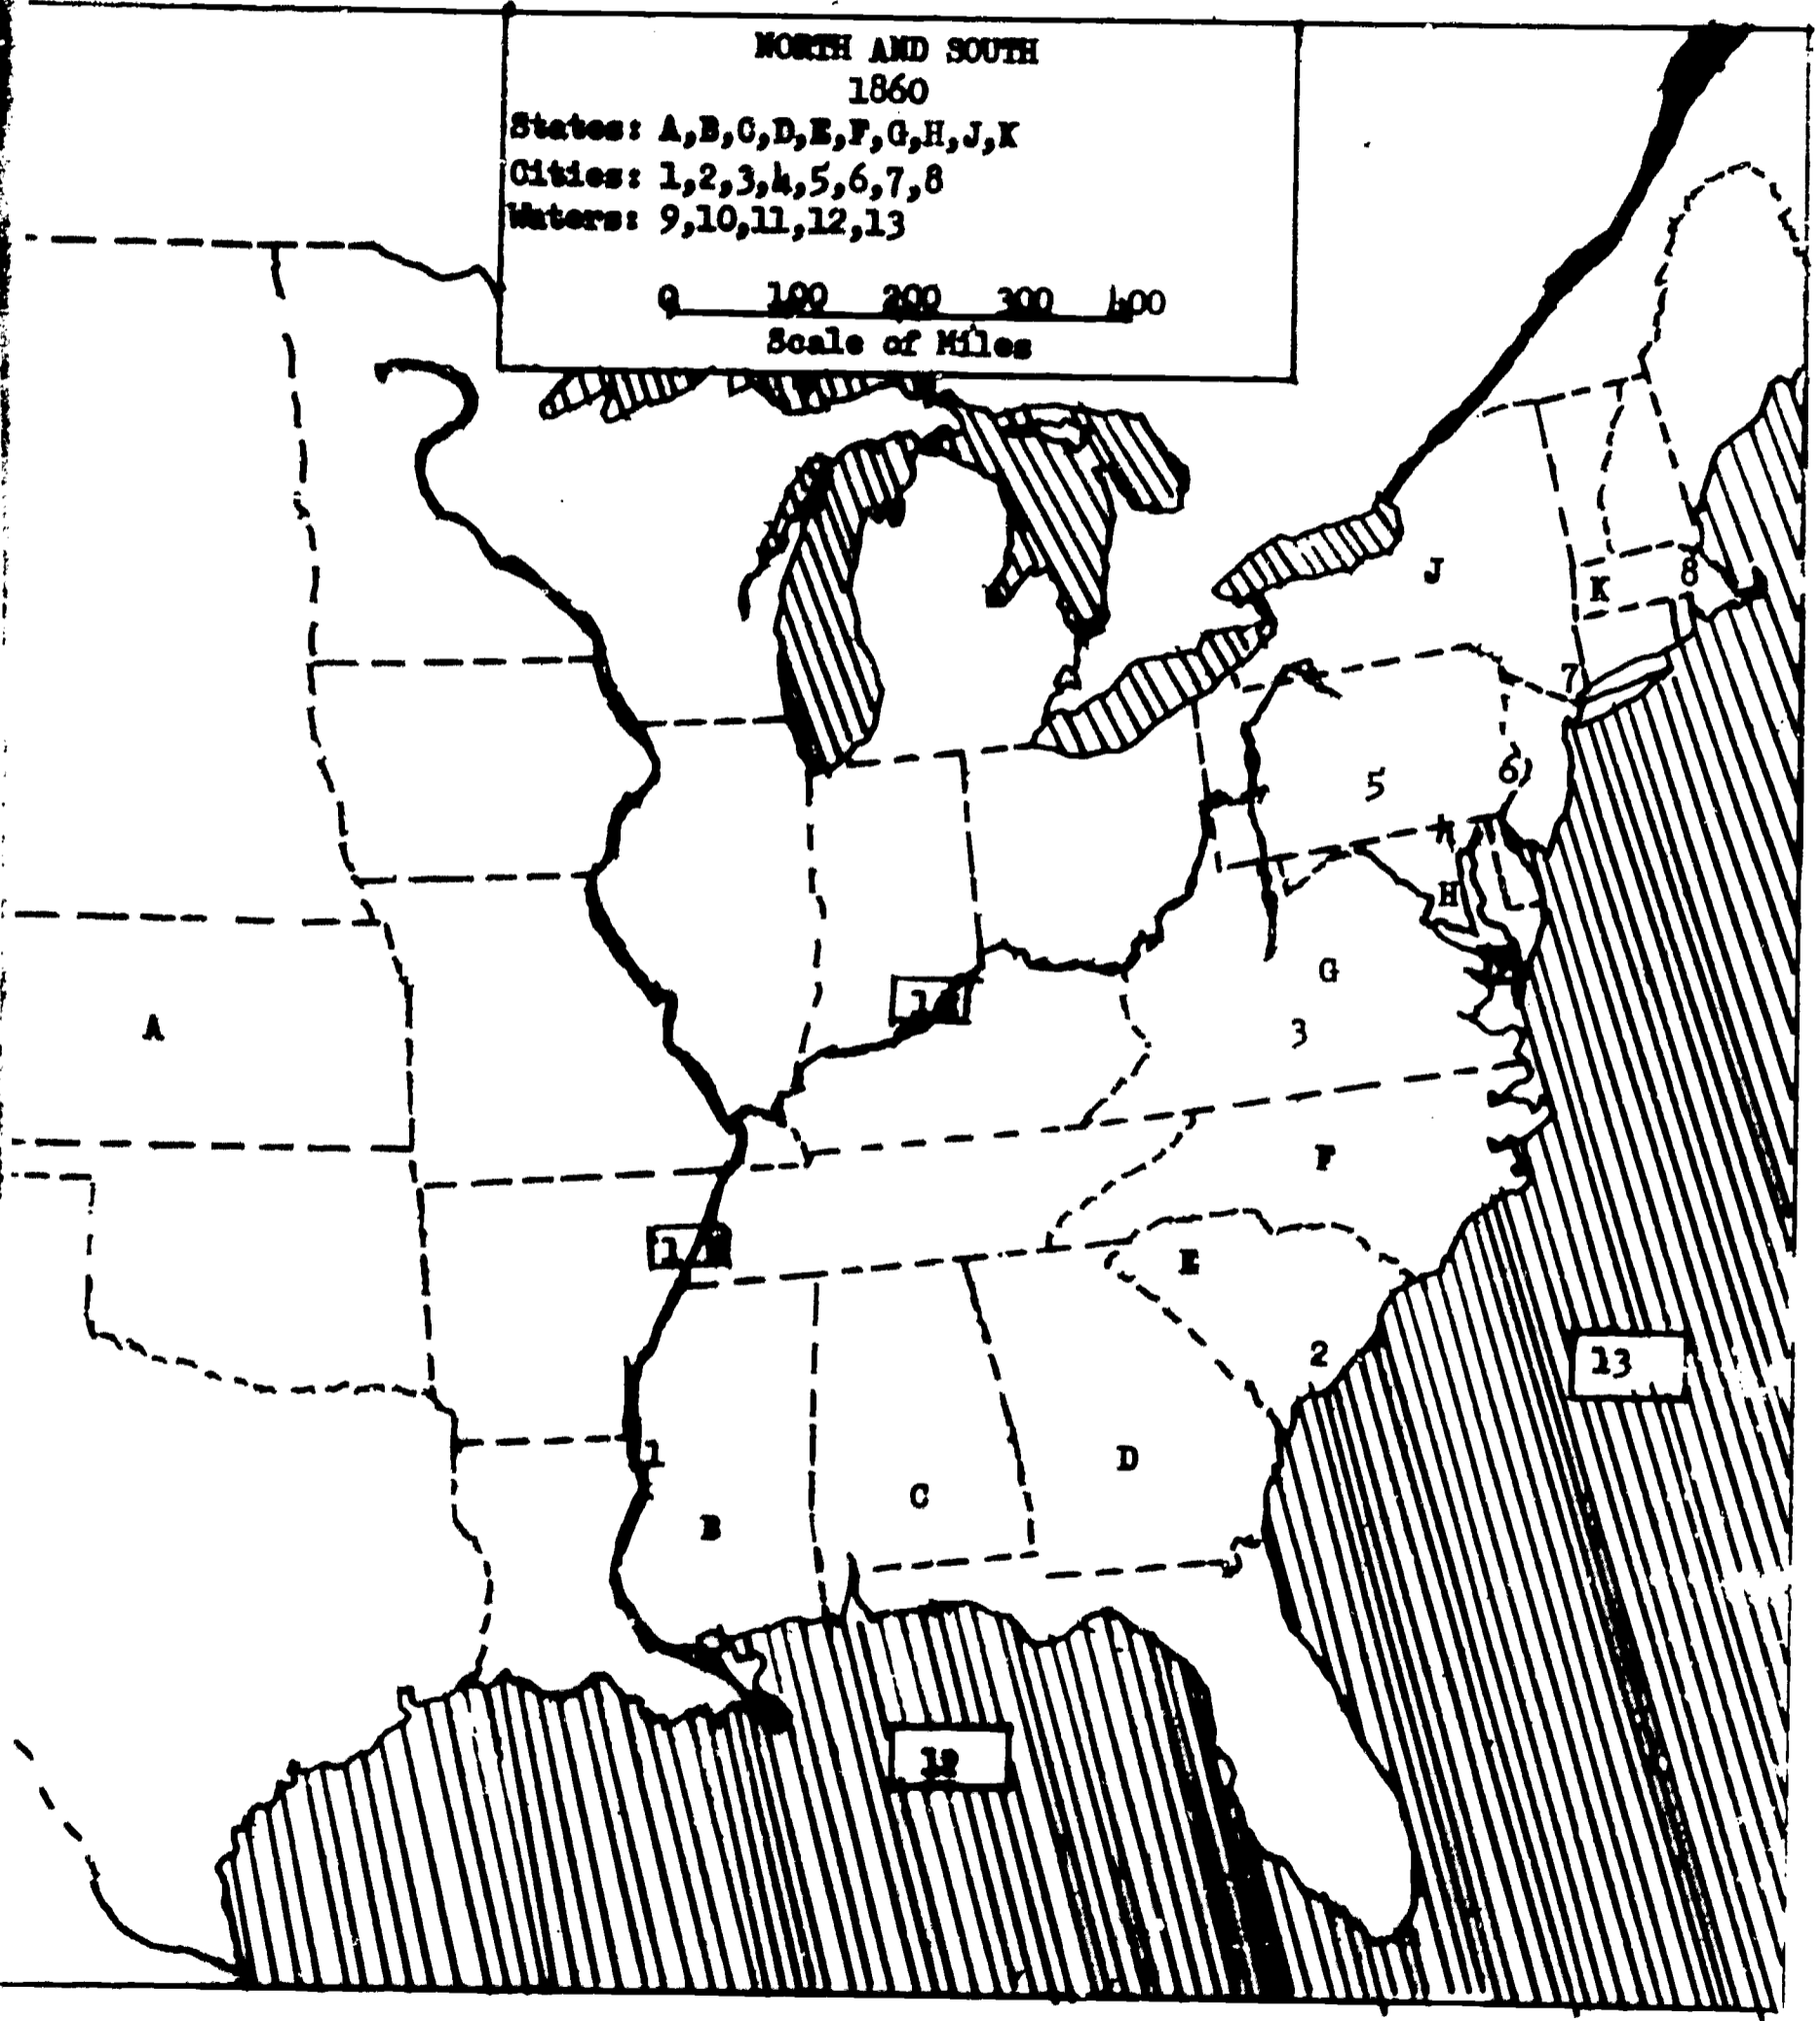 NORTH AND SOUTH
1860
States: A,B,C,D,E,F,G,H,J,K
Cities: 1,2,3,4,5,6,7,8
Waters: 9,10,11,12,13
0 100 200 300 400
Scale of Miles
J
8
K
7
6
5
4
H
G
A
3
F
E
2
13
1
D
C
B
12